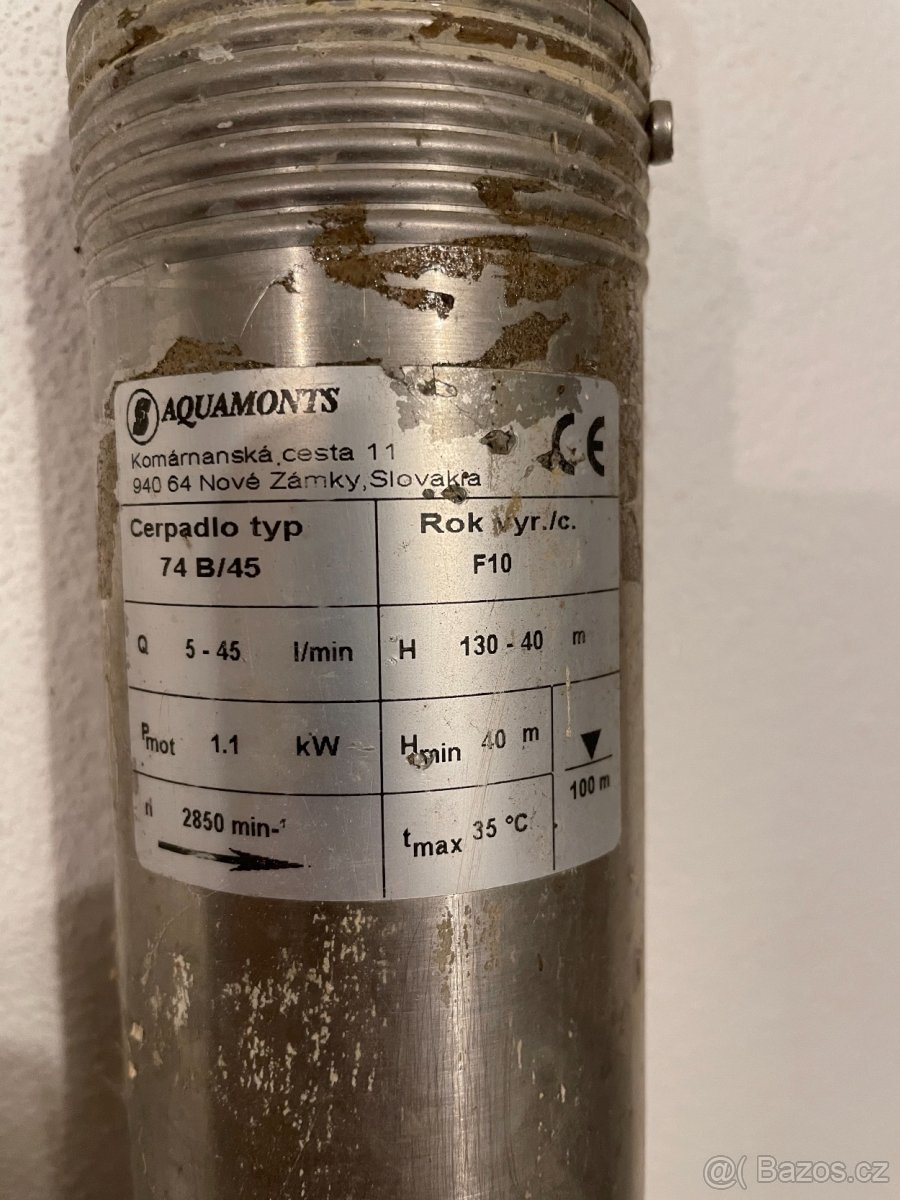 S AQUAMONTS
CE
Komárnanská cesta 11
940 64 Nové Zámky, Slovakia
Cerpadlo typ
74 B/45
Rok vyr./c.
F10
Q 5 - 45 l/min
H 130 - 40 m
Pmot 1.1 kW
Hmin 40 m
100 m
n 2850 min-¹
tmax 35 °C
@( Bazos.cz